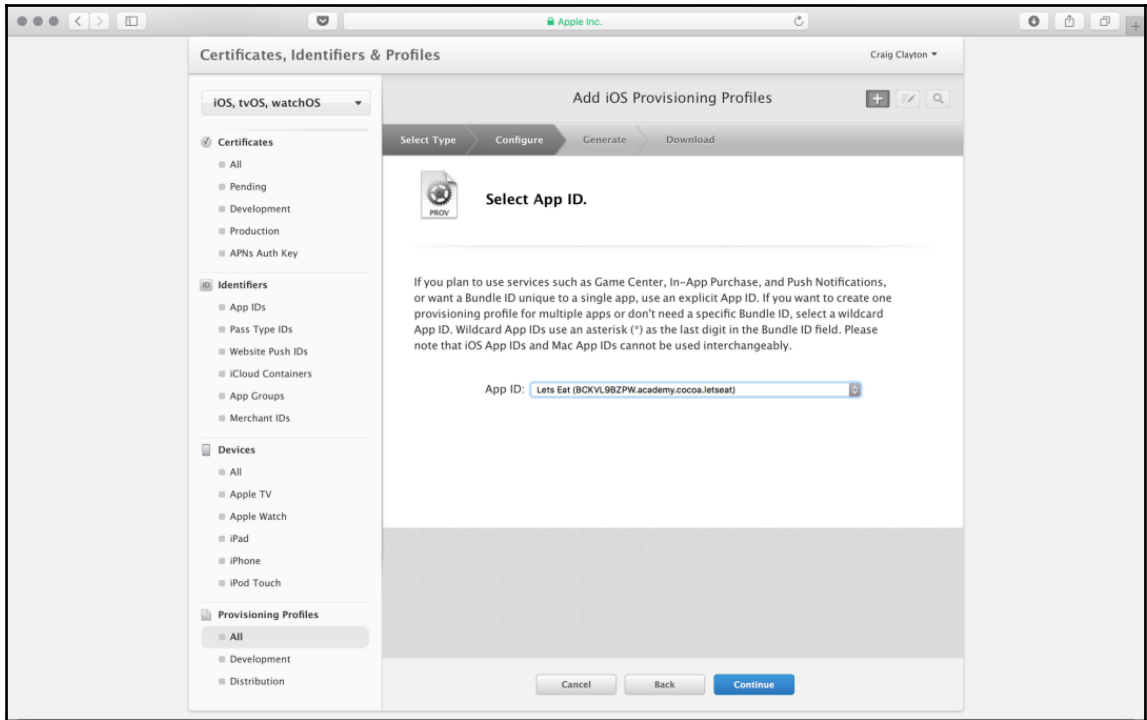 Apple Inc.
Certificates, Identifiers & Profiles
Craig Clayton
iOS, tvOS, watchOS
Certificates
All
Pending
Development
Production
APNs Auth Key
ID Identifiers
App IDs
Pass Type IDs
Website Push IDs
iCloud Containers
App Groups
Merchant IDs
Devices
All
Apple TV
Apple Watch
iPad
iPhone
iPod Touch
Provisioning Profiles
All
Development
Distribution
Add iOS Provisioning Profiles
Select Type Configure Generate Download
PROV
Select App ID.
If you plan to use services such as Game Center, In-App Purchase, and Push Notifications,
or want a Bundle ID unique to a single app, use an explicit App ID. If you want to create one
provisioning profile for multiple apps or don't need a specific Bundle ID, select a wildcard
App ID. Wildcard App IDs use an asterisk (*) as the last digit in the Bundle ID field. Please
note that iOS App IDs and Mac App IDs cannot be used interchangeably.
App ID: Lets Eat (BCKVL9BZPW.academy.cocoa.letseat)
Cancel Back Continue